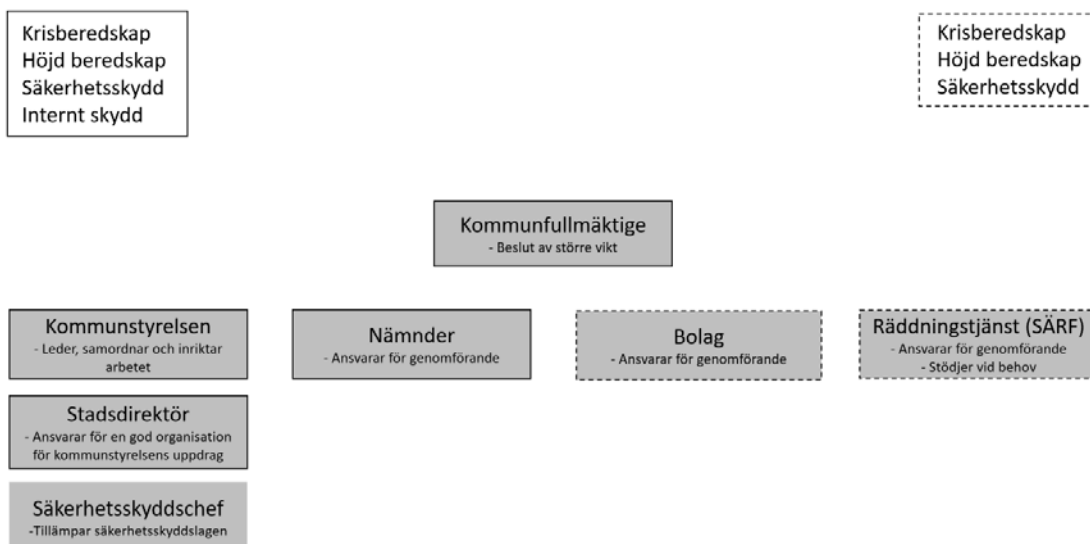 Krisberedskap
Höjd beredskap
Säkerhetsskydd
Internt skydd
Krisberedskap
Höjd beredskap
Säkerhetsskydd
Kommunfullmäktige
- Beslut av större vikt
Kommunstyrelsen
- Leder, samordnar och inriktar
arbetet
Nämnder
- Ansvarar för genomförande
Bolag
- Ansvarar för genomförande
Räddningstjänst (SÄRF)
- Ansvarar för genomförande
- Stödjer vid behov
Stadsdirektör
- Ansvarar för en god organisation
för kommunstyrelsens uppdrag
Säkerhetsskyddschef
-Tillämpar säkerhetsskyddslagen